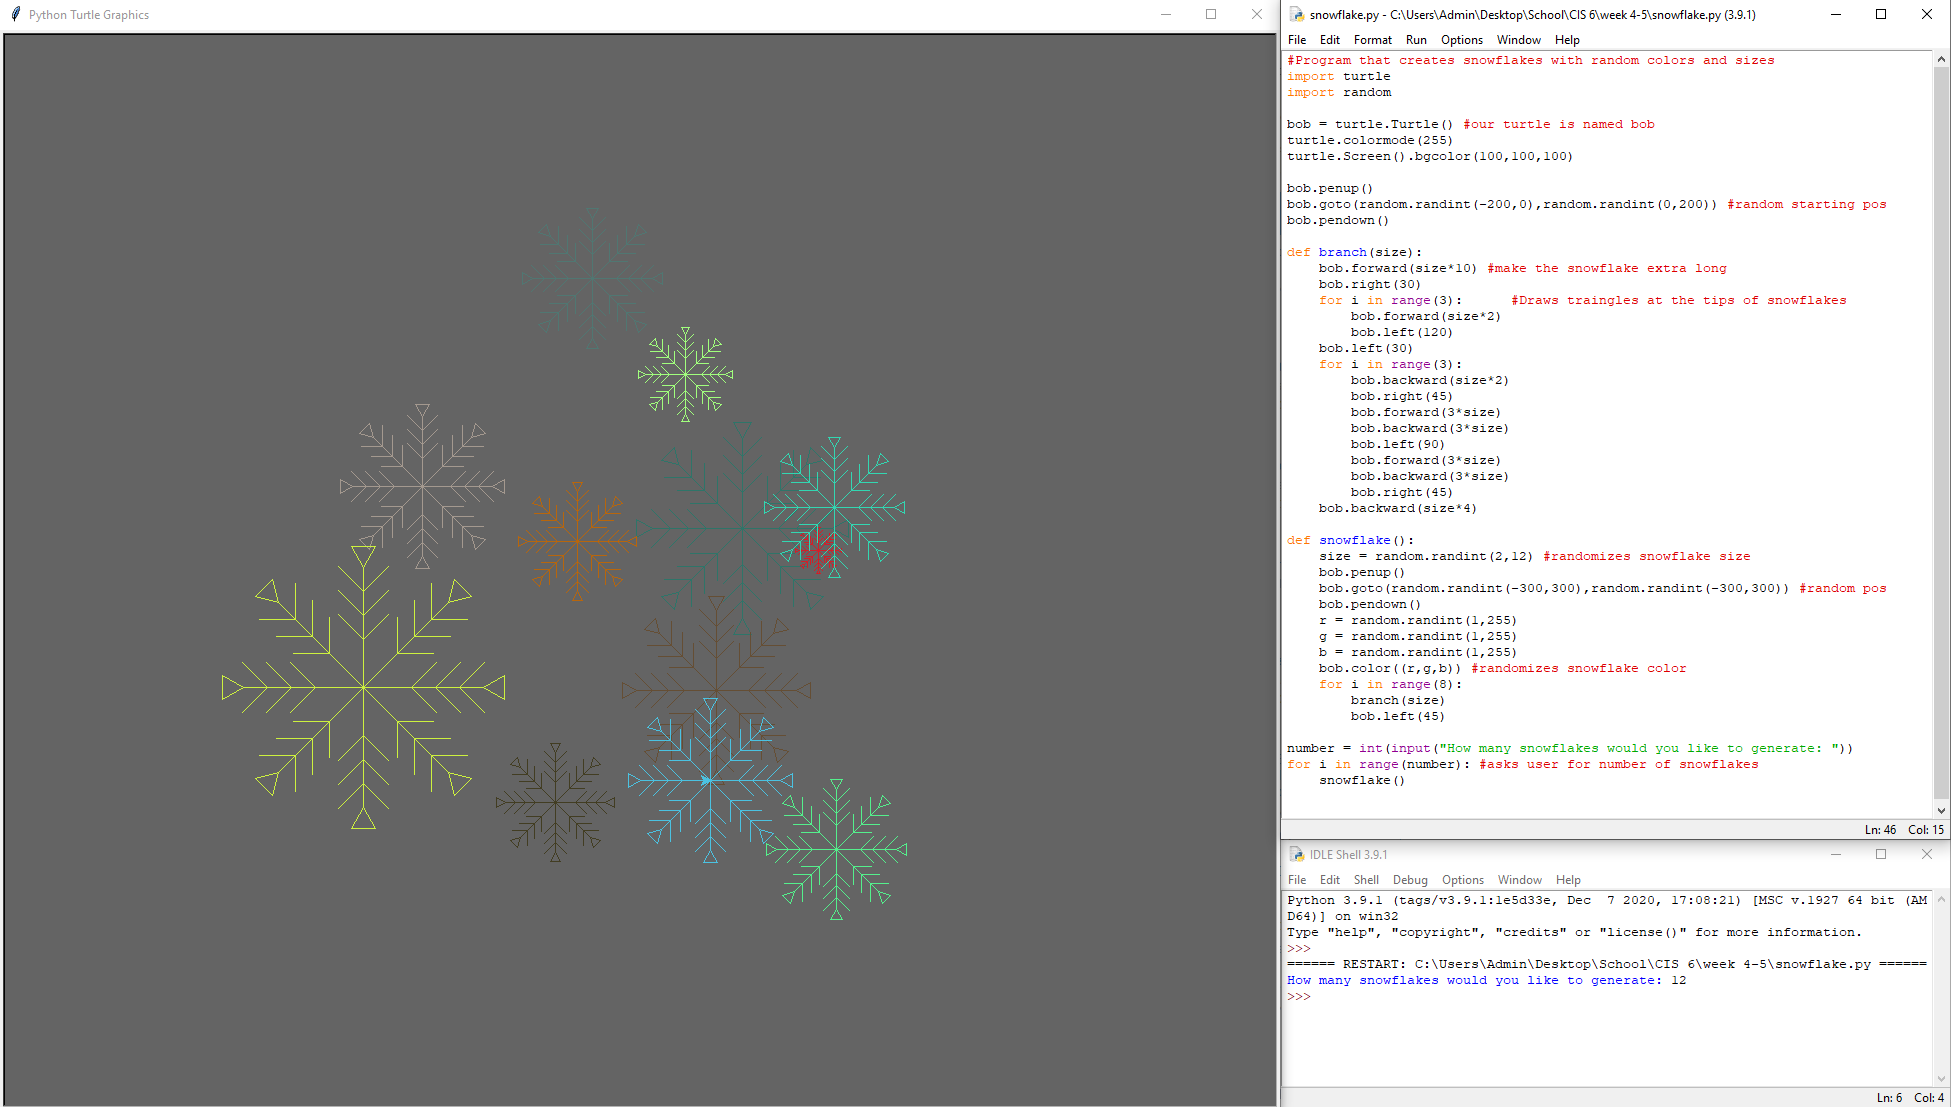 Python Turtle Graphics
snowflake.py - C:\Users\Admin\Desktop\School\CIS 6\week 4-5\snowflake.py (3.9.1)
File Edit Format Run Options Window Help
#Program that creates snowflakes with random colors and sizes
import turtle
import random
bob = turtle.Turtle() #our turtle is named bob
turtle.colormode(255)
turtle.Screen().bgcolor(100,100,100)
bob.penup()
bob.goto(random.randint(-200,0),random.randint(0,200)) #random starting pos
bob.pendown()
def branch(size):
    bob.forward(size*10) #make the snowflake extra long
    bob.right(30)
    for i in range(3):      #Draws traingles at the tips of snowflakes
        bob.forward(size*2)
        bob.left(120)
    bob.left(30)
    for i in range(3):
        bob.backward(size*2)
        bob.right(45)
        bob.forward(3*size)
        bob.backward(3*size)
        bob.left(90)
        bob.forward(3*size)
        bob.backward(3*size)
        bob.right(45)
    bob.backward(size*4)
def snowflake():
    size = random.randint(2,12) #randomizes snowflake size
    bob.penup()
    bob.goto(random.randint(-300,300),random.randint(-300,300)) #random pos
    bob.pendown()
    r = random.randint(1,255)
    g = random.randint(1,255)
    b = random.randint(1,255)
    bob.color((r,g,b)) #randomizes snowflake color
    for i in range(8):
        branch(size)
        bob.left(45)
number = int(input("How many snowflakes would you like to generate: "))
for i in range(number): #asks user for number of snowflakes
    snowflake()
Ln: 46 Col: 15
IDLE Shell 3.9.1
File Edit Shell Debug Options Window Help
Python 3.9.1 (tags/v3.9.1:1e5d33e, Dec  7 2020, 17:08:21) [MSC v.1927 64 bit (AM
D64)] on win32
Type "help", "copyright", "credits" or "license()" for more information.
>>>
====== RESTART: C:\Users\Admin\Desktop\School\CIS 6\week 4-5\snowflake.py ======
How many snowflakes would you like to generate: 12
>>>
Ln: 6 Col: 4